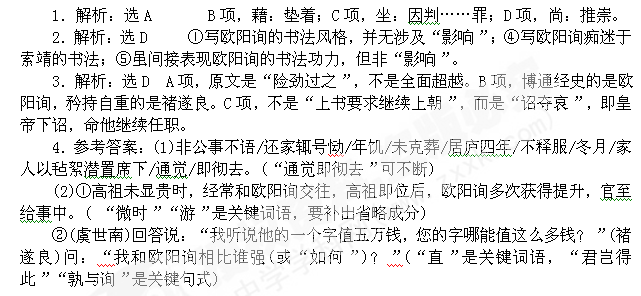 1. 解析：选 A　　B 项，藉：垫着；C 项，坐：因判……罪；D 项，尚：推崇。
2. 解析：选 D　①写欧阳询的书法风格，并无涉及“影响”；④写欧阳询痴迷于
索靖的书法；⑤虽间接表现欧阳询的书法功力，但非“影响”。
3. 解析：选 D　A 项，原文是“险劲过之”，不是全面超越。B 项，博通经史的是欧
阳询，矜持自重的是褚遂良。C 项，不是“上书要求继续上朝”，而是“诏夺哀”，即皇
帝下诏，命他继续任职。
4. 参考答案：(1)非公事不语/还家辄号恸/年饥/未克葬/居庐四年/不释服/冬月/家
人以毡絮潜置席下/通觉/即彻去。（“通觉即彻去”可不断）
(2)①高祖未显贵时，经常和欧阳询交往，高祖即位后，欧阳询多次获得提升，官至
给事中。（“微时”“游”是关键词语，要补出省略成分）
②(虞世南)回答说：“我听说他的一个字值五万钱，您的字哪能值这么多钱？”(褚
遂良)问：“我和欧阳询相比谁强(或“如何”)？”(“直”是关键词语，“君岂得
此”“孰与询”是关键句式)